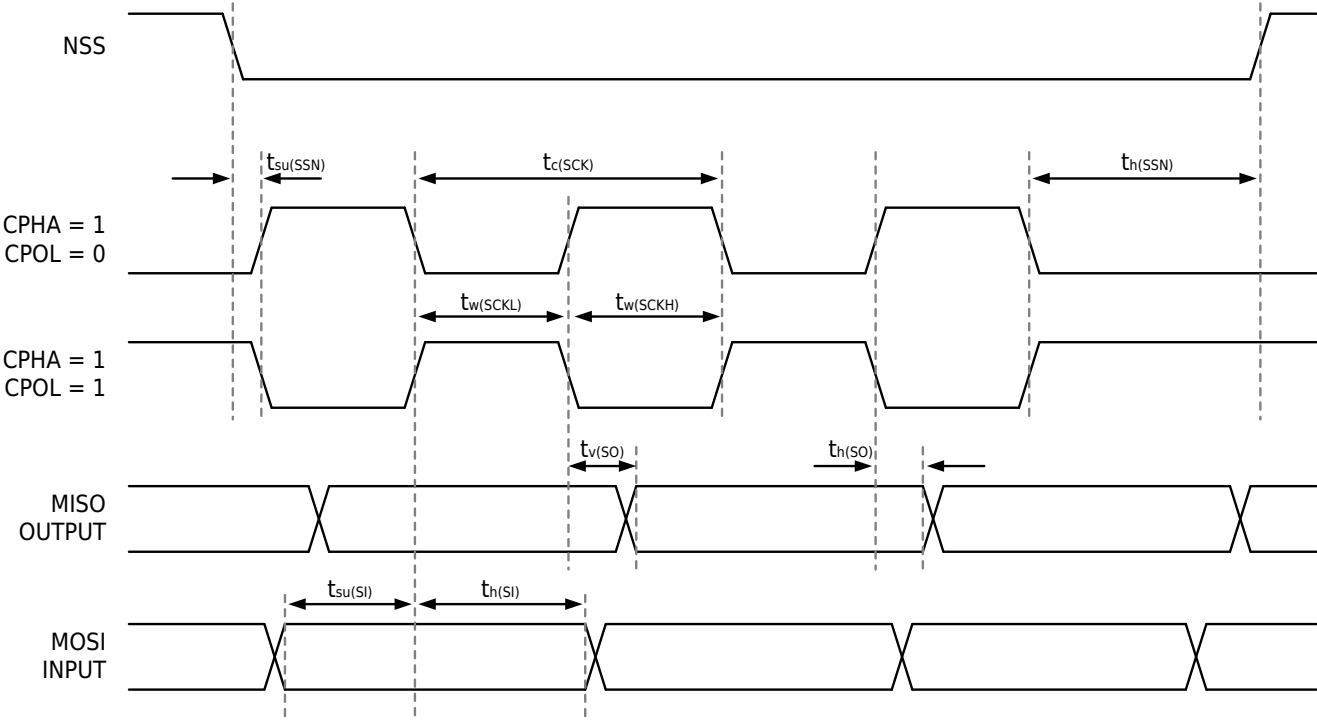 NSS
tsu(SSN)
tc(SCK)
th(SSN)
CPHA = 1
CPOL = 0
tw(SCKL)
tw(SCKH)
CPHA = 1
CPOL = 1
tv(SO)
th(SO)
MISO
OUTPUT
tsu(SI)
th(SI)
MOSI
INPUT